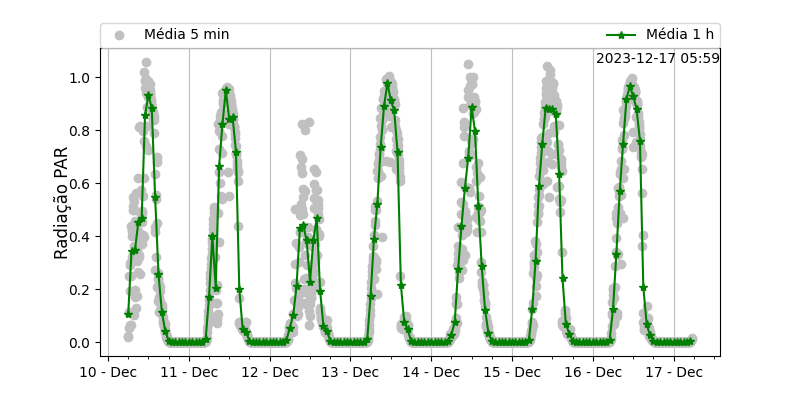 Média 5 min
Média 1 h
2023-12-17 05:59
Radiação PAR
1.0
0.8
0.6
0.4
0.2
0.0
10 - Dec
11 - Dec
12 - Dec
13 - Dec
14 - Dec
15 - Dec
16 - Dec
17 - Dec